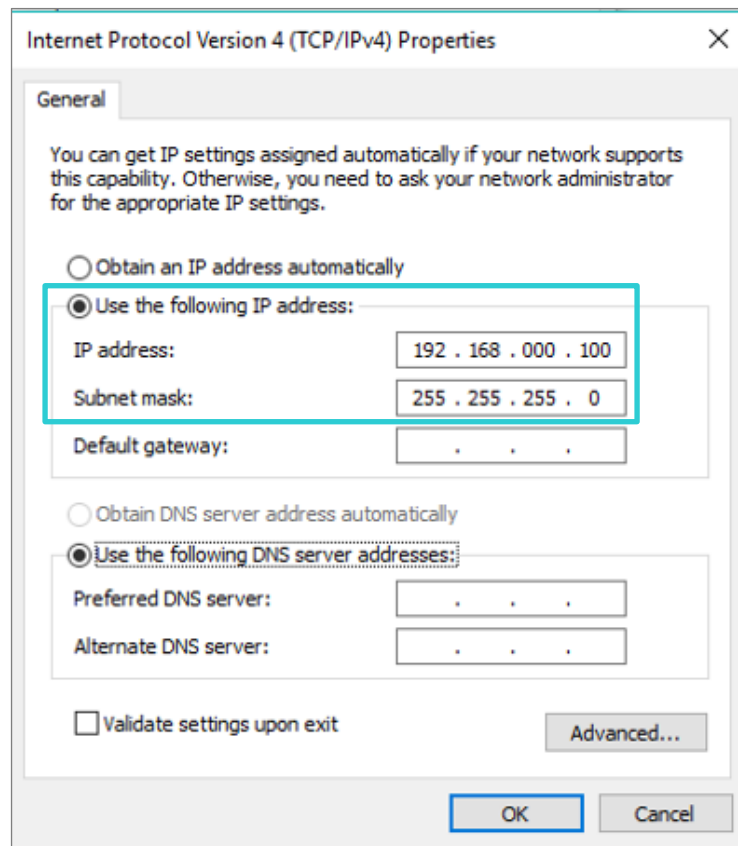 Internet Protocol Version 4 (TCP/IPv4) Properties
General
You can get IP settings assigned automatically if your network supports
this capability. Otherwise, you need to ask your network administrator
for the appropriate IP settings.
Obtain an IP address automatically
Use the following IP address:
IP address: 192 . 168 . 000 . 100
Subnet mask: 255 . 255 . 255 . 0
Default gateway: . . .
Obtain DNS server address automatically
Use the following DNS server addresses:
Preferred DNS server: . . .
Alternate DNS server: . . .
Validate settings upon exit
Advanced...
OK Cancel